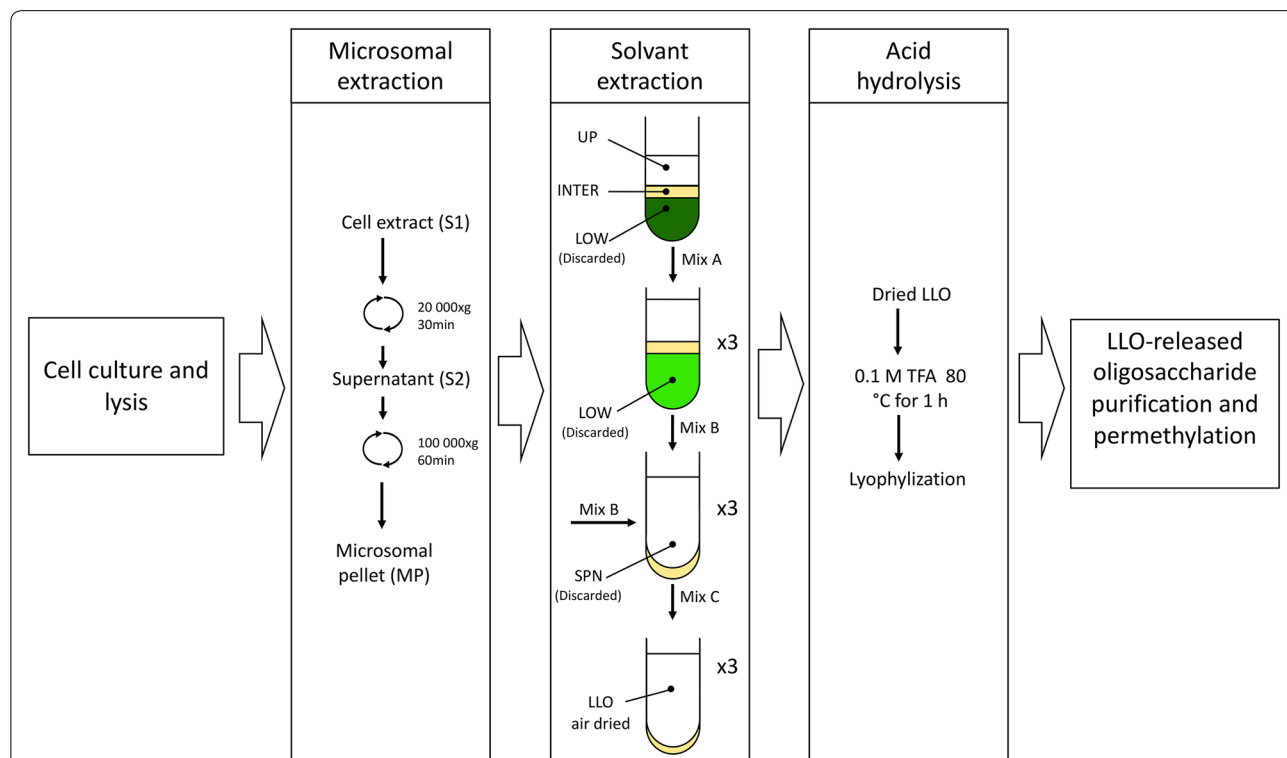 Cell culture and
lysis
Microsomal
extraction
Cell extract (S1)
20 000xg
30min
Supernatant (S2)
100 000xg
60min
Microsomal
pellet (MP)
Solvent
extraction
UP
INTER
LOW
(Discarded)
Mix A
x3
LOW
(Discarded)
Mix B
x3
Mix B
SPN
(Discarded)
Mix C
x3
LLO
air dried
Acid
hydrolysis
Dried LLO
0.1 M TFA 80
°C for 1 h
Lyophylization
LLO-released
oligosaccharide
purification and
permethylation